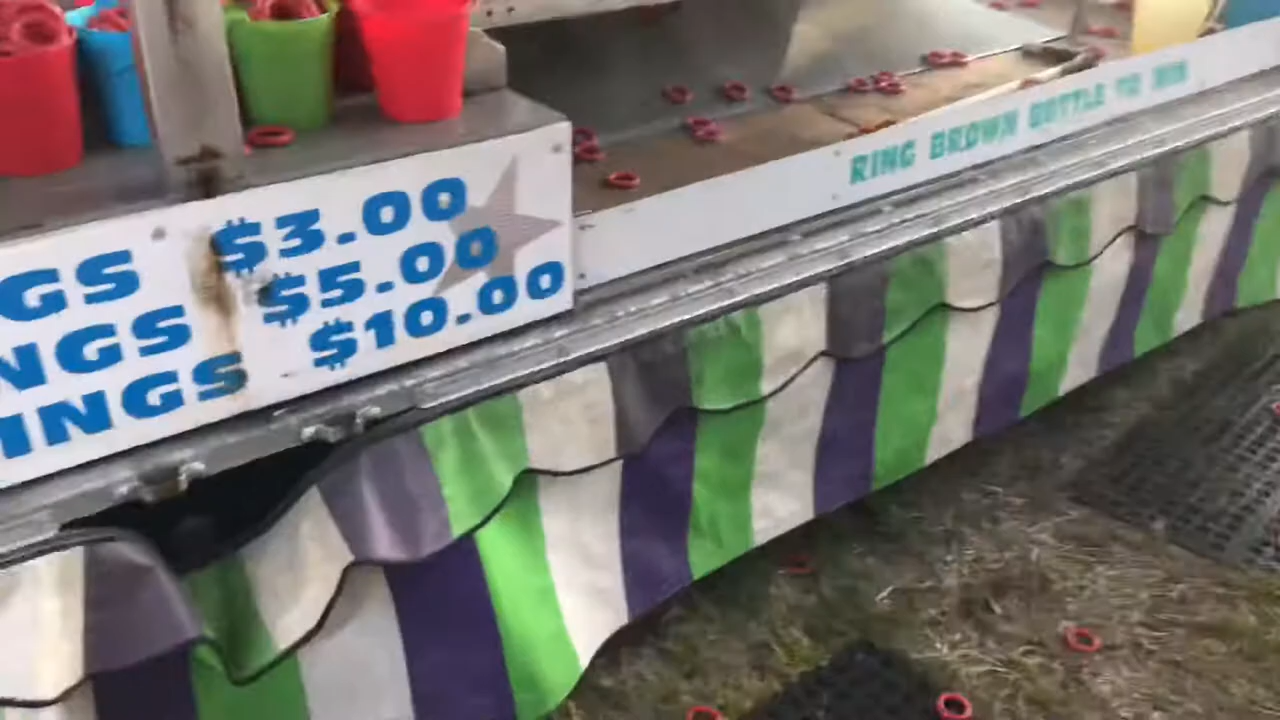 GS $3.00
NGS $5.00
INGS $10.00
RING BROWN BOTTLE TO WIN